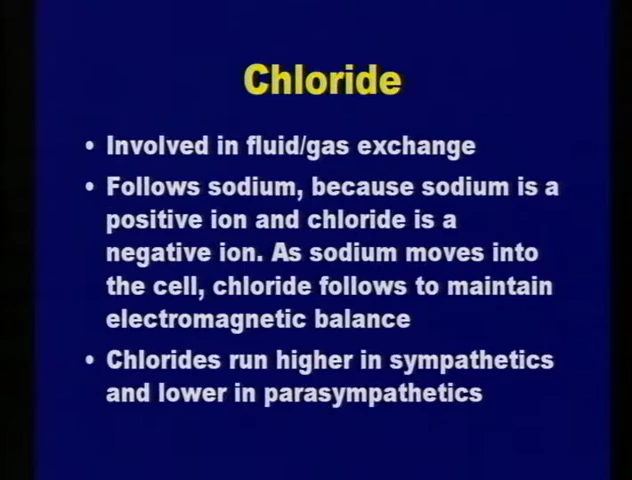 Chloride
• Involved in fluid/gas exchange
• Follows sodium, because sodium is a
positive ion and chloride is a
negative ion. As sodium moves into
the cell, chloride follows to maintain
electromagnetic balance
• Chlorides run higher in sympathetics
and lower in parasympathetics